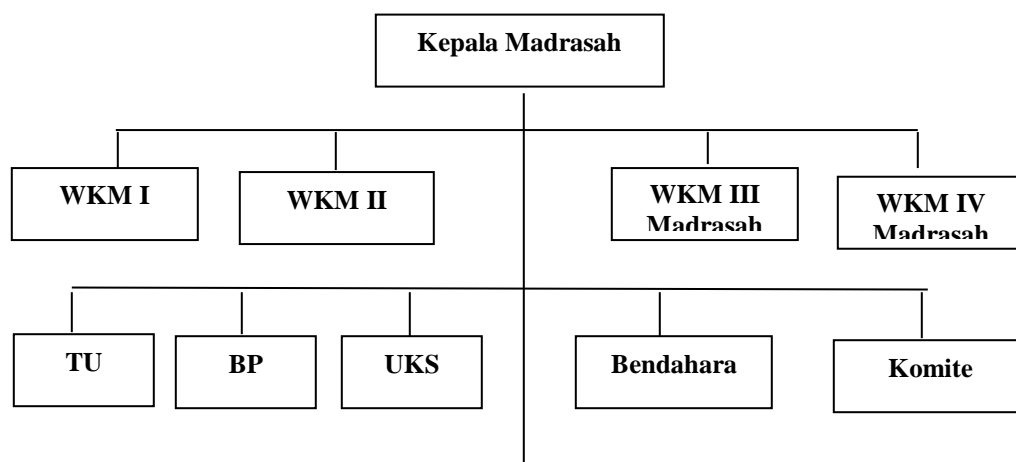 Kepala Madrasah
WKM I
WKM II
WKM III
Madrasah
WKM IV
Madrasah
TU
BP
UKS
Bendahara
Komite